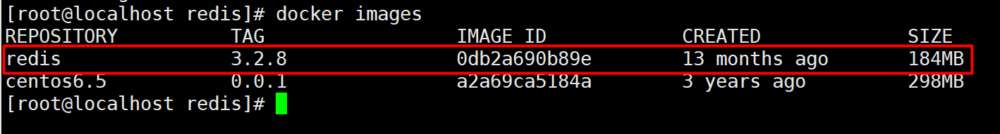 [root@localhost redis]# docker images
REPOSITORY TAG IMAGE ID CREATED SIZE
redis 3.2.8 0db2a690b89e 13 months ago 184MB
centos6.5 0.0.1 a2a69ca5184a 3 years ago 298MB
[root@localhost redis]#